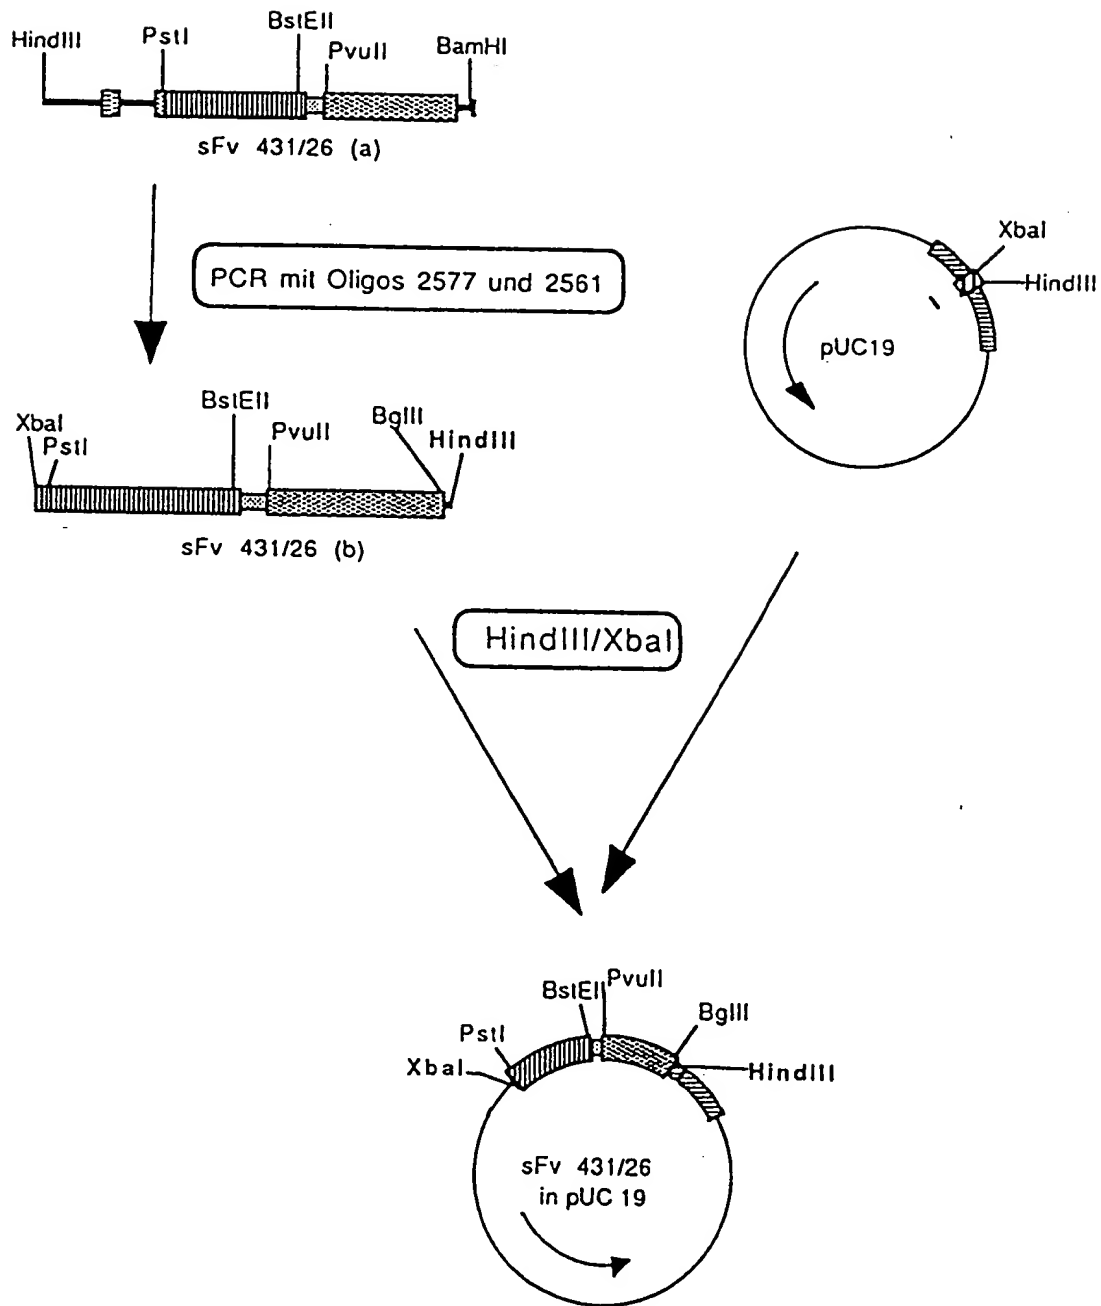 HindIII
PstI
BstEII
PvuII
BamHI
sFv 431/26 (a)
PCR mit Oligos 2577 und 2561
XbaI
HindIII
pUC19
XbaI
PstI
BstEII
PvuII
BglII
HindIII
sFv 431/26 (b)
HindIII/XbaI
XbaI
PstI
BstEII
PvuII
BglII
HindIII
sFv 431/26
in pUC 19